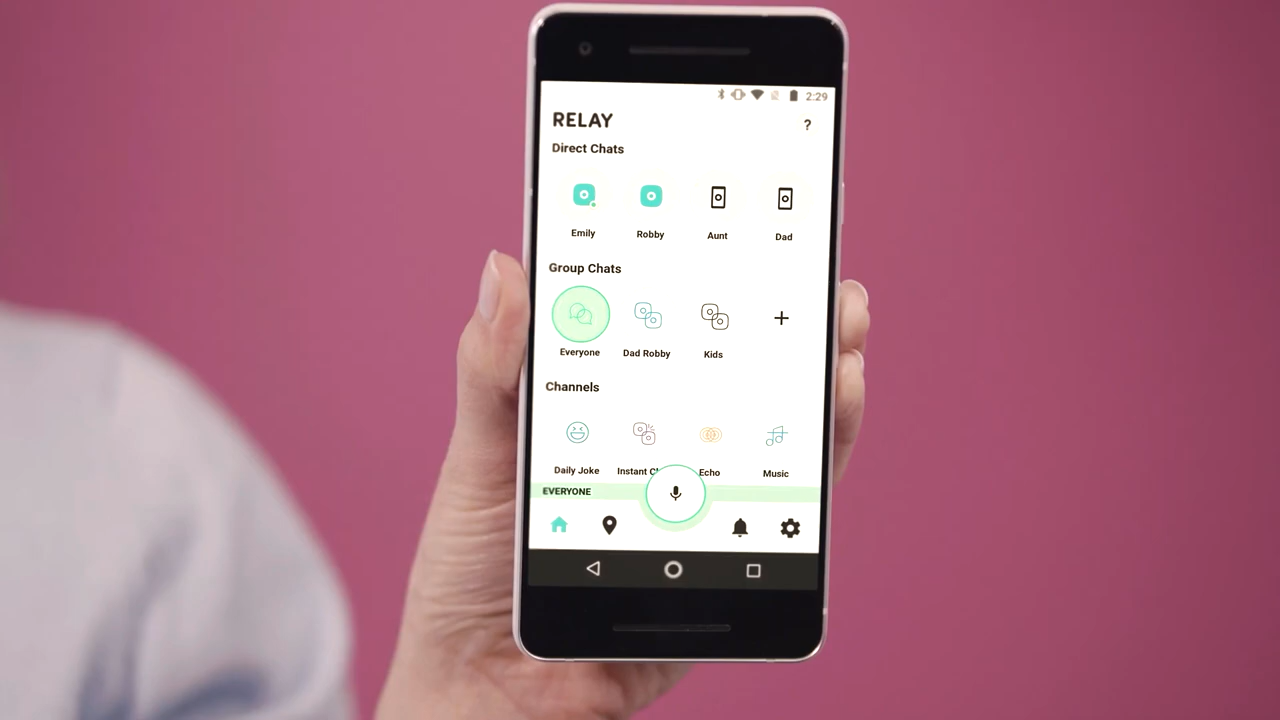 2:29
RELAY
?
Direct Chats
Emily
Robby
Aunt
Dad
Group Chats
Everyone
Dad Robby
Kids
Channels
Daily Joke
Instant
Echo
Music
EVERYONE